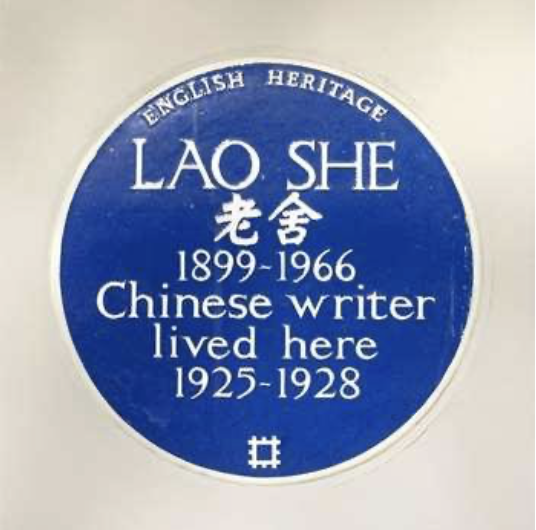 ENGLISH HERITAGE
LAO SHE
老舍
1899-1966
Chinese writer
lived here
1925-1928